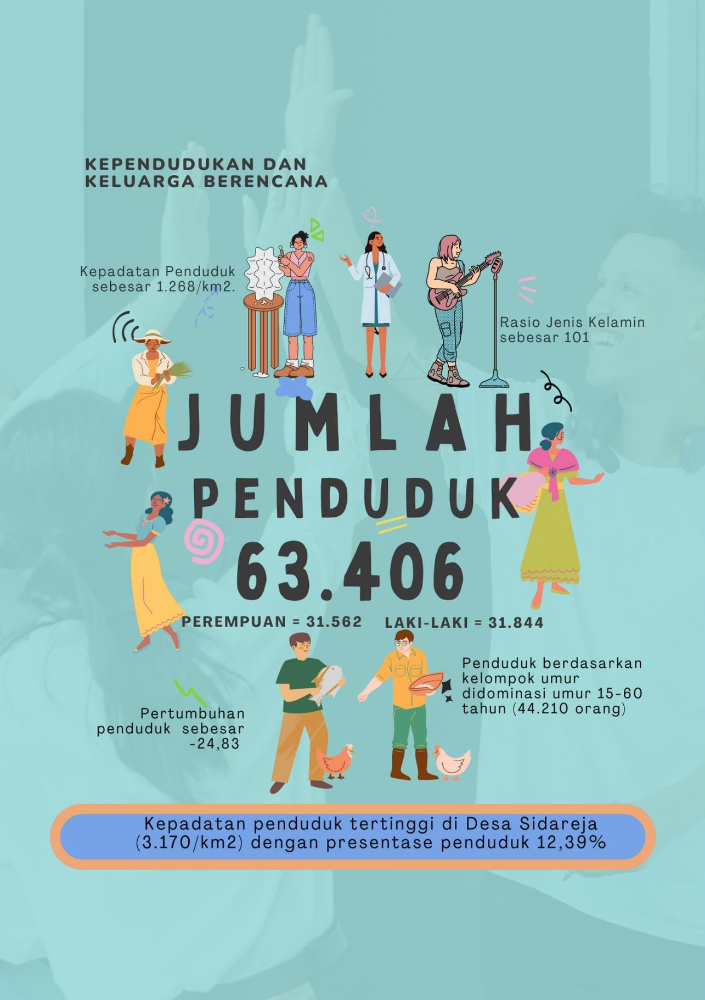 KEPENDUDUKAN DAN
KELUARGA BERENCANA
Kepadatan Penduduk
sebesar 1.268/km2.
Rasio Jenis Kelamin
sebesar 101
JUMLAH
PENDUDUK
63.406
PEREMPUAN = 31.562
LAKI-LAKI = 31.844
Penduduk berdasarkan
kelompok umur
didominasi umur 15-60
tahun (44.210 orang)
Pertumbuhan
penduduk sebesar
-24,83
Kepadatan penduduk tertinggi di Desa Sidareja
(3.170/km2) dengan presentase penduduk 12,39%